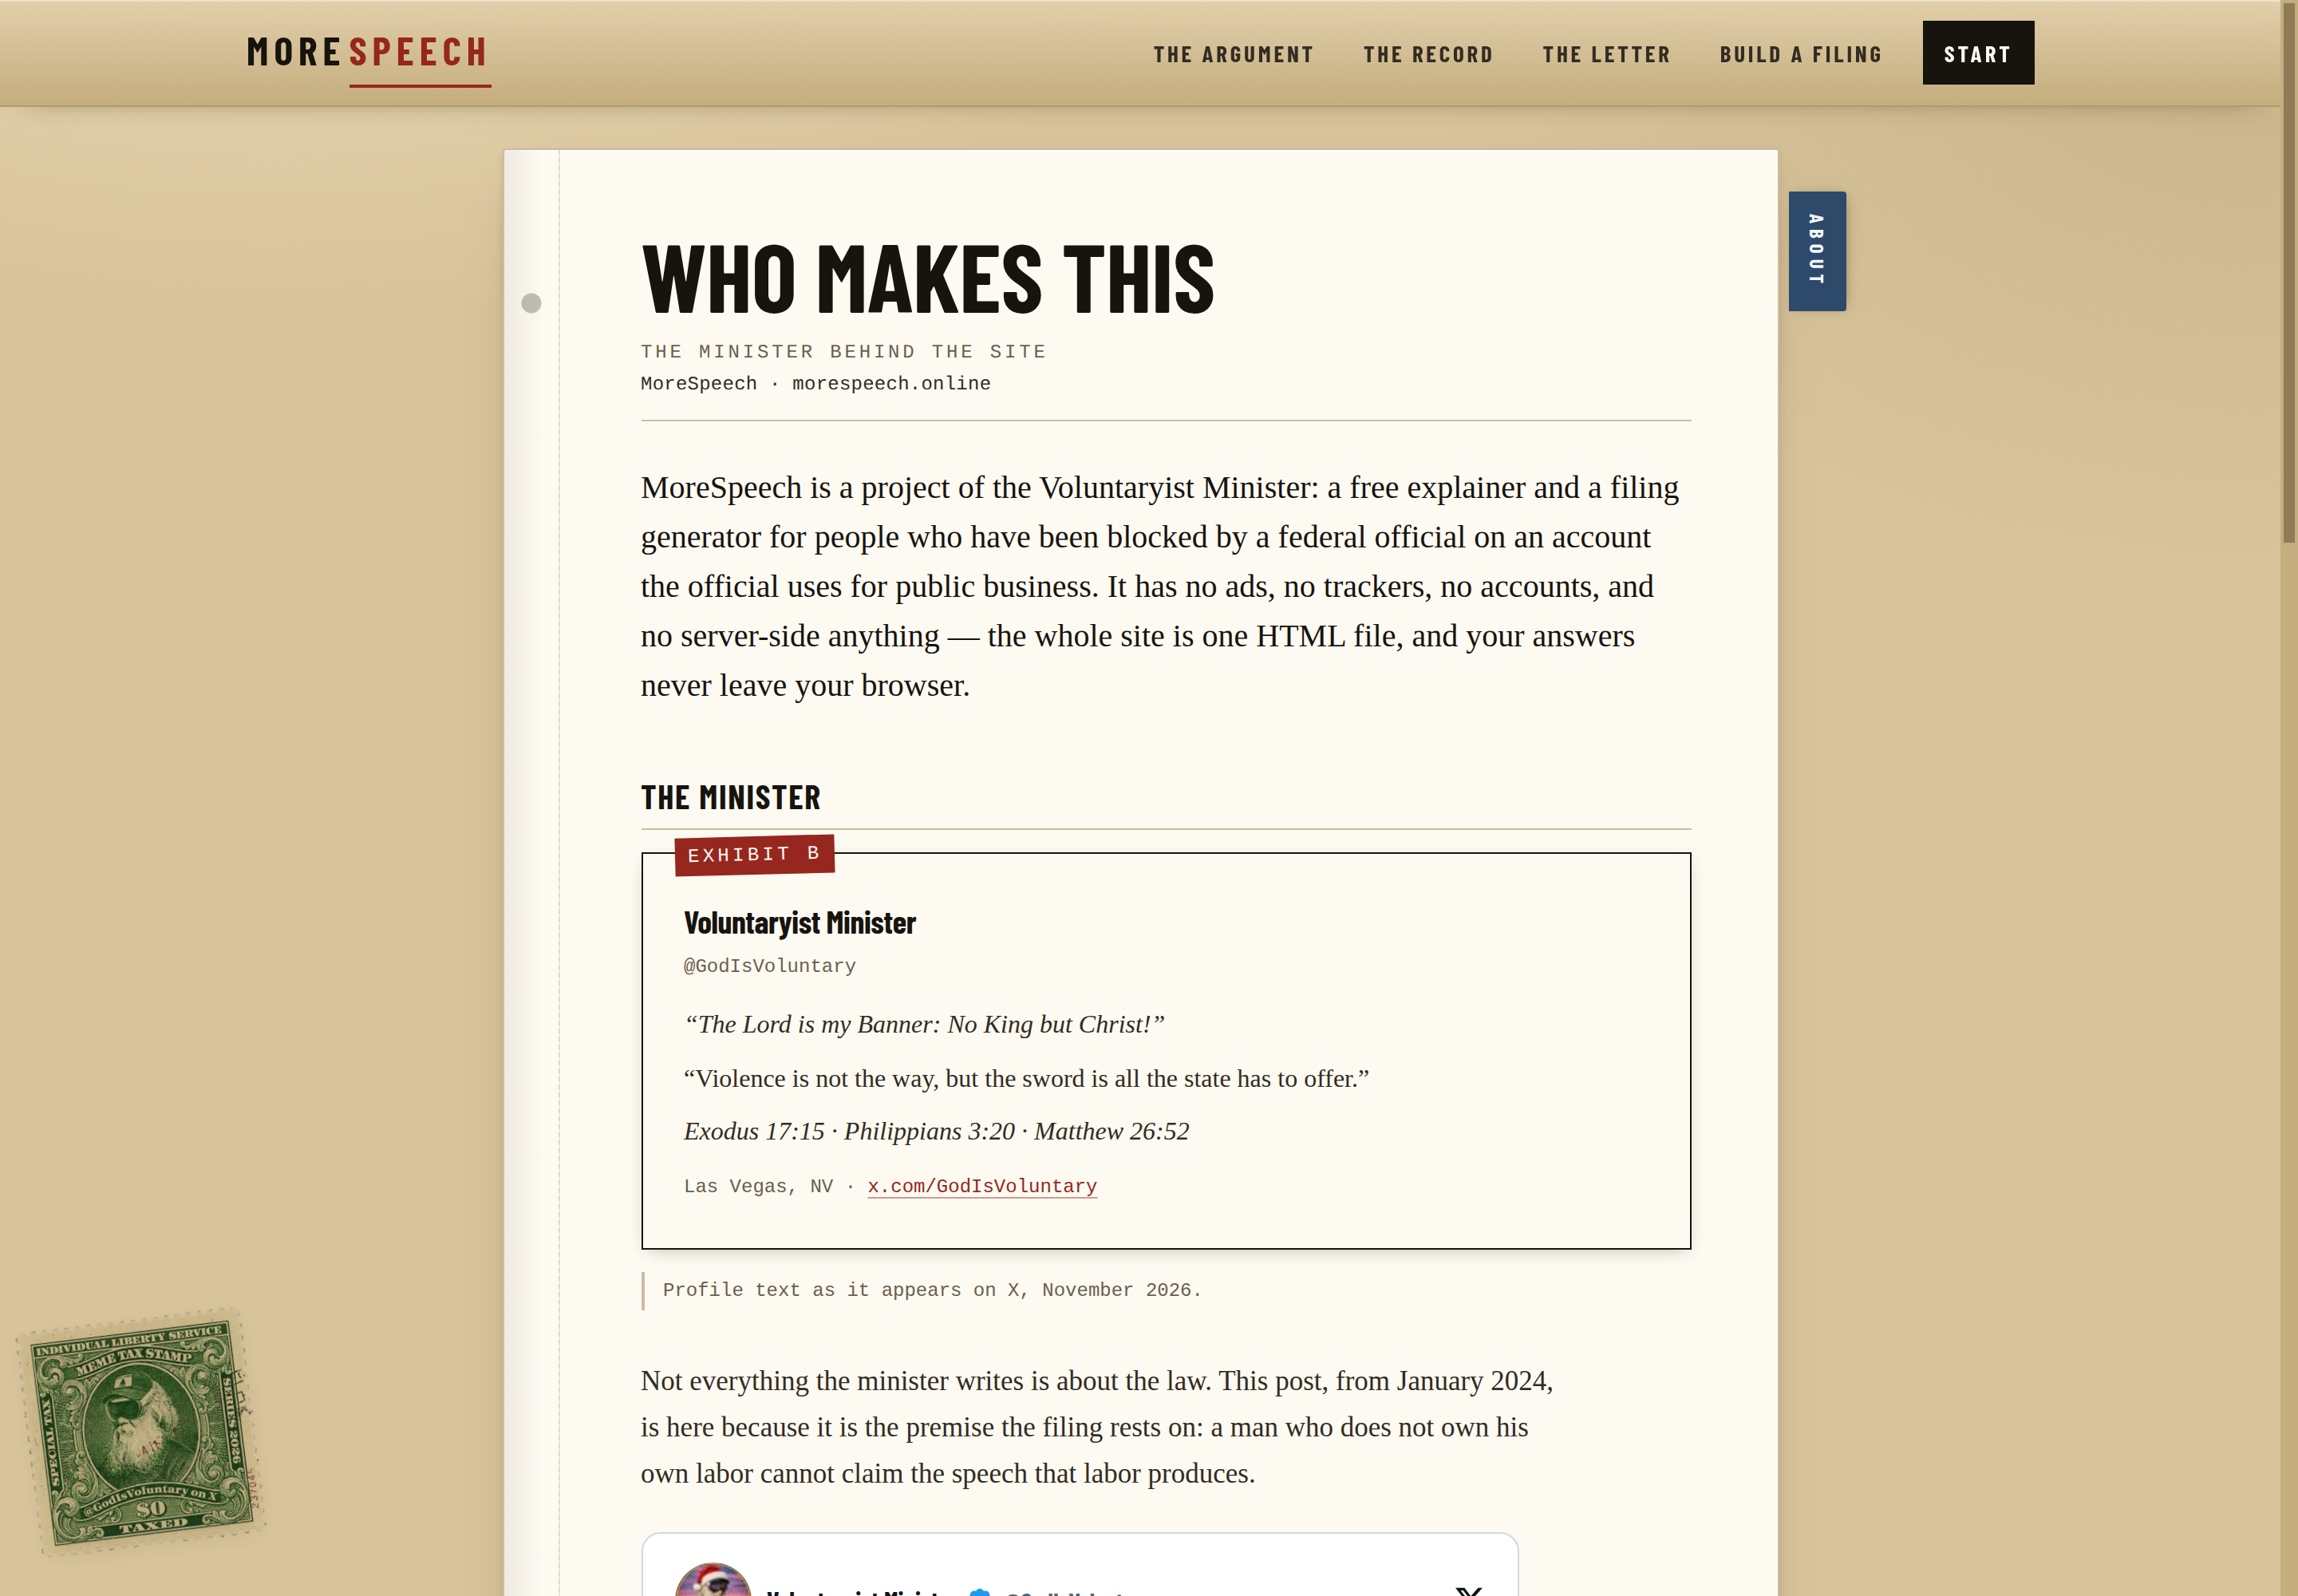 MORE SPEECH
THE ARGUMENT
THE RECORD
THE LETTER
BUILD A FILING
START
ABOUT
WHO MAKES THIS
THE MINISTER BEHIND THE SITE
MoreSpeech · morespeech.online
MoreSpeech is a project of the Voluntaryist Minister: a free explainer and a filing
generator for people who have been blocked by a federal official on an account
the official uses for public business. It has no ads, no trackers, no accounts, and
no server-side anything — the whole site is one HTML file, and your answers
never leave your browser.
THE MINISTER
EXHIBIT B
Voluntaryist Minister
@GodIsVoluntary
“The Lord is my Banner: No King but Christ!”
“Violence is not the way, but the sword is all the state has to offer.”
Exodus 17:15 · Philippians 3:20 · Matthew 26:52
Las Vegas, NV · x.com/GodIsVoluntary
Profile text as it appears on X, November 2026.
Not everything the minister writes is about the law. This post, from January 2024,
is here because it is the premise the filing rests on: a man who does not own his
own labor cannot claim the speech that labor produces.
INDIVIDUAL LIBERTY SERVICE
MEME TAX STAMP
SPECIAL TAX
SERIES 2026
@GodIsVoluntary on X
$0
TAXED